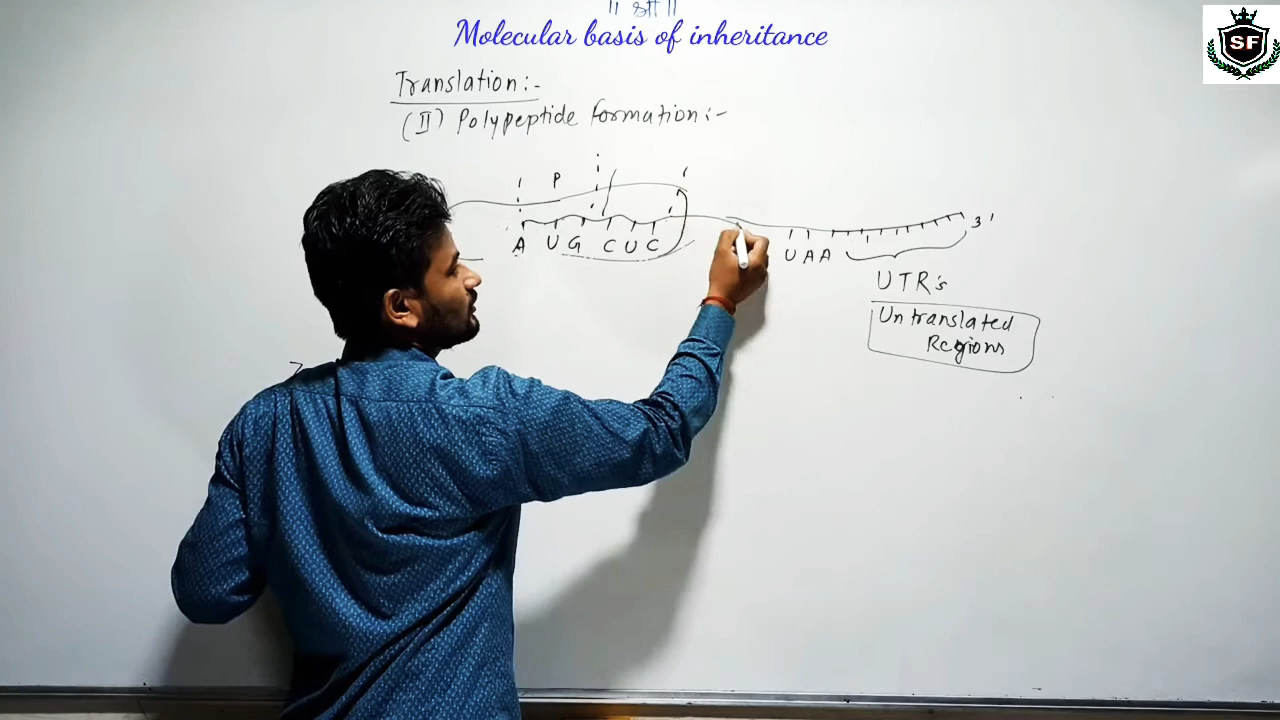 ॥ श्री ॥
Molecular basis of inheritance
SF
Translation:-
(II) Polypeptide Formation:-
P
A U G C U C
U A A
3'
UTR's
Untranslated
Regions